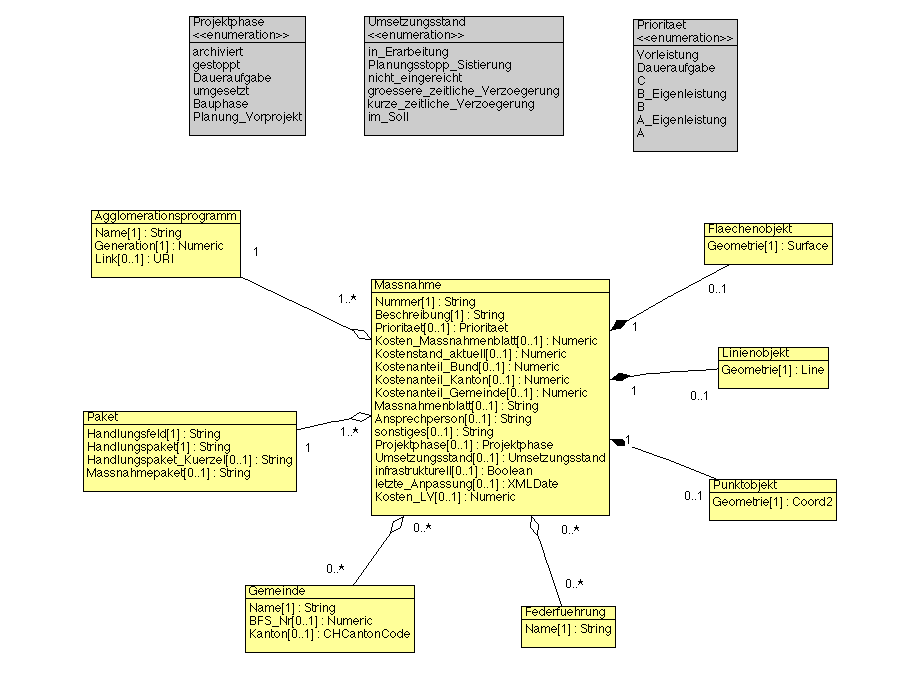 Projektphase
<<enumeration>>
archiviert
gestoppt
Daueraufgabe
umgesetzt
Bauphase
Planung_Vorprojekt
Umsetzungsstand
<<enumeration>>
in_Erarbeitung
Planungsstopp_Sistierung
nicht_eingereicht
groessere_zeitliche_Verzoegerung
kurze_zeitliche_Verzoegerung
im_Soll
Prioritaet
<<enumeration>>
Vorleistung
Daueraufgabe
C
B_Eigenleistung
B
A_Eigenleistung
A
Agglomerationsprogramm
Name[1] : String
Generation[1] : Numeric
Link[0..1] : URI
1
1..*
Flaechenobjekt
Geometrie[1] : Surface
0..1
1
Massnahme
Nummer[1] : String
Beschreibung[1] : String
Prioritaet[0..1] : Prioritaet
Kosten_Massnahmenblatt[0..1] : Numeric
Kostenstand_aktuell[0..1] : Numeric
Kostenanteil_Bund[0..1] : Numeric
Kostenanteil_Kanton[0..1] : Numeric
Kostenanteil_Gemeinde[0..1] : Numeric
Massnahmenblatt[0..1] : String
Ansprechperson[0..1] : String
sonstiges[0..1] : String
Projektphase[0..1] : Projektphase
Umsetzungsstand[0..1] : Umsetzungsstand
infrastrukturell[0..1] : Boolean
letzte_Anpassung[0..1] : XMLDate
Kosten_LV[0..1] : Numeric
Linienobjekt
Geometrie[1] : Line
1
0..1
Paket
Handlungsfeld[1] : String
Handlungspaket[1] : String
Handlungspaket_Kuerzel[0..1] : String
Massnahmepaket[0..1] : String
1
1..*
1
0..1
Punktobjekt
Geometrie[1] : Coord2
0..*
0..*
0..*
0..*
Gemeinde
Name[1] : String
BFS_Nr[0..1] : Numeric
Kanton[0..1] : CHCantonCode
Federfuehrung
Name[1] : String